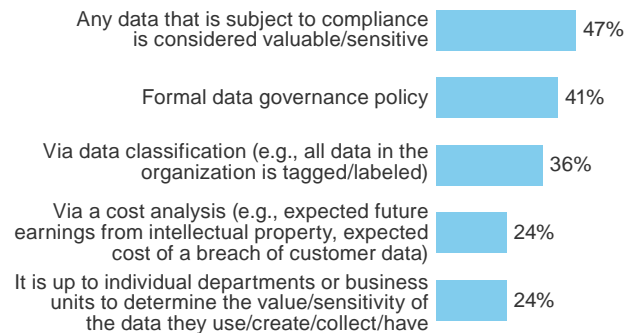 Any data that is subject to compliance
is considered valuable/sensitive
47%
Formal data governance policy
41%
Via data classification (e.g., all data in the
organization is tagged/labeled)
36%
Via a cost analysis (e.g., expected future
earnings from intellectual property, expected
cost of a breach of customer data)
24%
It is up to individual departments or business
units to determine the value/sensitivity of
the data they use/create/collect/have
24%